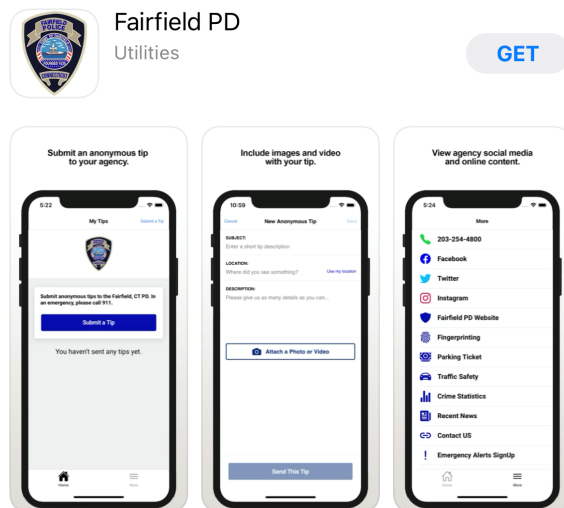 Fairfield PD
Utilities
GET
FAIRFIELD
POLICE
CONNECTICUT
Submit an anonymous tip
to your agency.
5:22
My Tips
Submit a Tip
Submit anonymous tips to the Fairfield, CT PD. In
an emergency, please call 911.
Submit a Tip
You haven't sent any tips yet.
Home
More
Include images and video
with your tip.
10:59
Cancel
New Anonymous Tip
Send
SUBJECT:
Enter a short tip description
LOCATION:
Where did you see something?
Use my location
DESCRIPTION:
Please give us as many details as you can...
Attach a Photo or Video
Send This Tip
View agency social media
and online content.
5:24
More
203-254-4800
Facebook
Twitter
Instagram
Fairfield PD Website
Fingerprinting
Parking Ticket
Traffic Safety
Crime Statistics
Recent News
Contact US
Emergency Alerts SignUp
Home
More